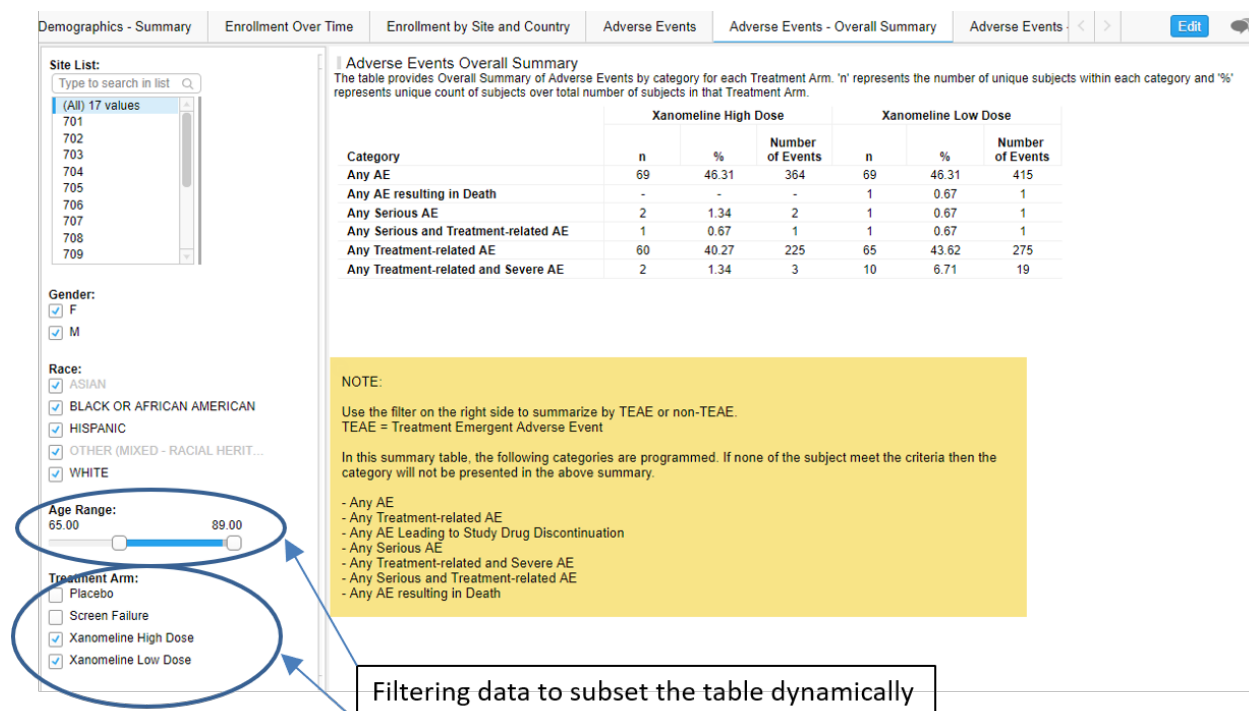 Demographics - Summary Enrollment Over Time Enrollment by Site and Country Adverse Events Adverse Events - Overall Summary Adverse Events - < > Edit
Site List:
Type to search in list
(All) 17 values
701
702
703
704
705
706
707
708
709
Gender:
F
M
Race:
ASIAN
BLACK OR AFRICAN AMERICAN
HISPANIC
OTHER (MIXED - RACIAL HERIT...
WHITE
Age Range:
65.00 89.00
Treatment Arm:
Placebo
Screen Failure
Xanomeline High Dose
Xanomeline Low Dose
Adverse Events Overall Summary
The table provides Overall Summary of Adverse Events by category for each Treatment Arm. 'n' represents the number of unique subjects within each category and '%'
represents unique count of subjects over total number of subjects in that Treatment Arm.
Xanomeline High Dose Xanomeline Low Dose
Number Number
Category n % of Events n % of Events
Any AE 69 46.31 364 69 46.31 415
Any AE resulting in Death - - - 1 0.67 1
Any Serious AE 2 1.34 2 1 0.67 1
Any Serious and Treatment-related AE 1 0.67 1 1 0.67 1
Any Treatment-related AE 60 40.27 225 65 43.62 275
Any Treatment-related and Severe AE 2 1.34 3 10 6.71 19
NOTE:
Use the filter on the right side to summarize by TEAE or non-TEAE.
TEAE = Treatment Emergent Adverse Event
In this summary table, the following categories are programmed. If none of the subject meet the criteria then the
category will not be presented in the above summary.
- Any AE
- Any Treatment-related AE
- Any AE Leading to Study Drug Discontinuation
- Any Serious AE
- Any Treatment-related and Severe AE
- Any Serious and Treatment-related AE
- Any AE resulting in Death
Filtering data to subset the table dynamically